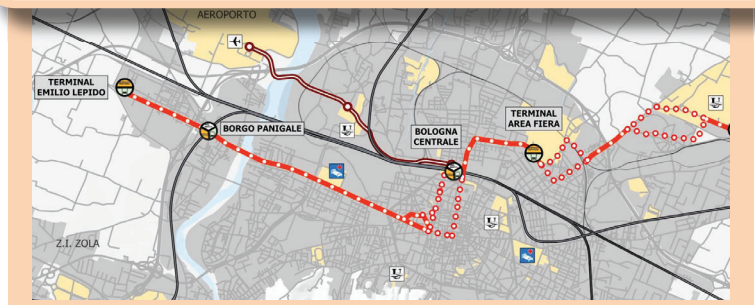 AEROPORTO
TERMINAL
EMILIO LEPIDO
BORGO PANIGALE
BOLOGNA
CENTRALE
TERMINAL
AREA FIERA
U
U
U
U
Z.I. ZOLA